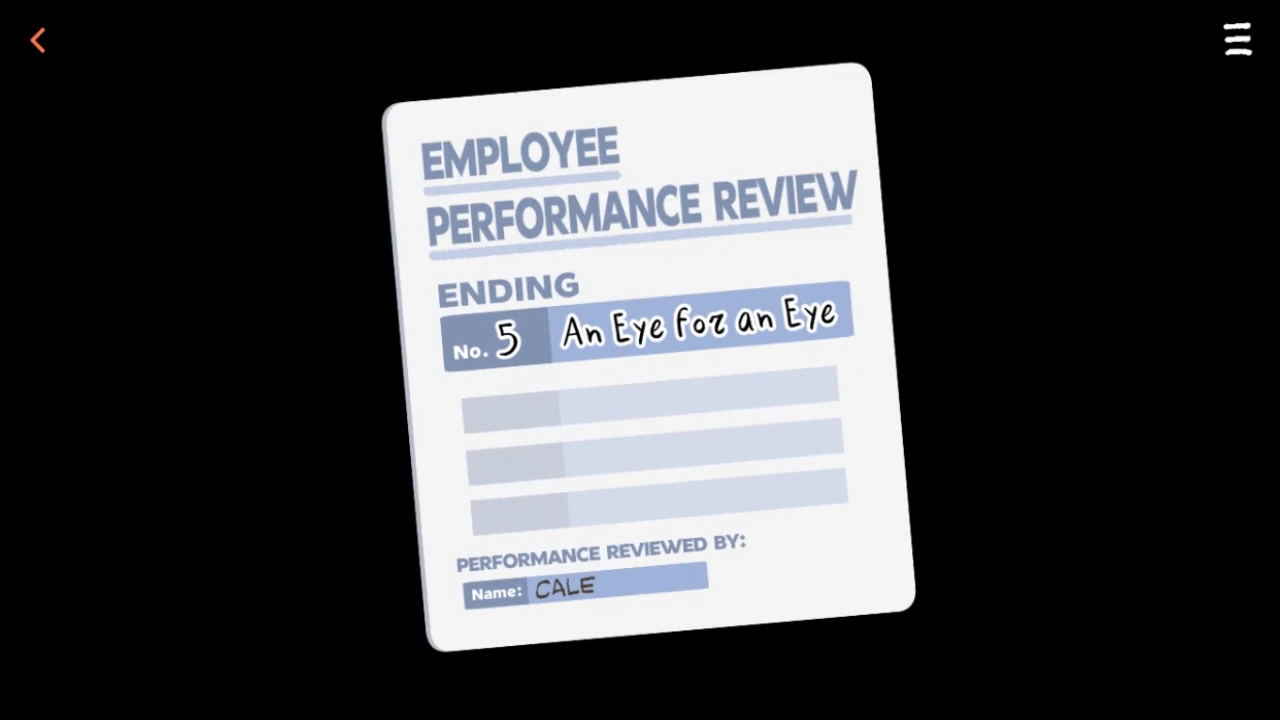 EMPLOYEE
PERFORMANCE REVIEW
ENDING
No. 5 An Eye for an Eye
PERFORMANCE REVIEWED BY:
Name: CALE